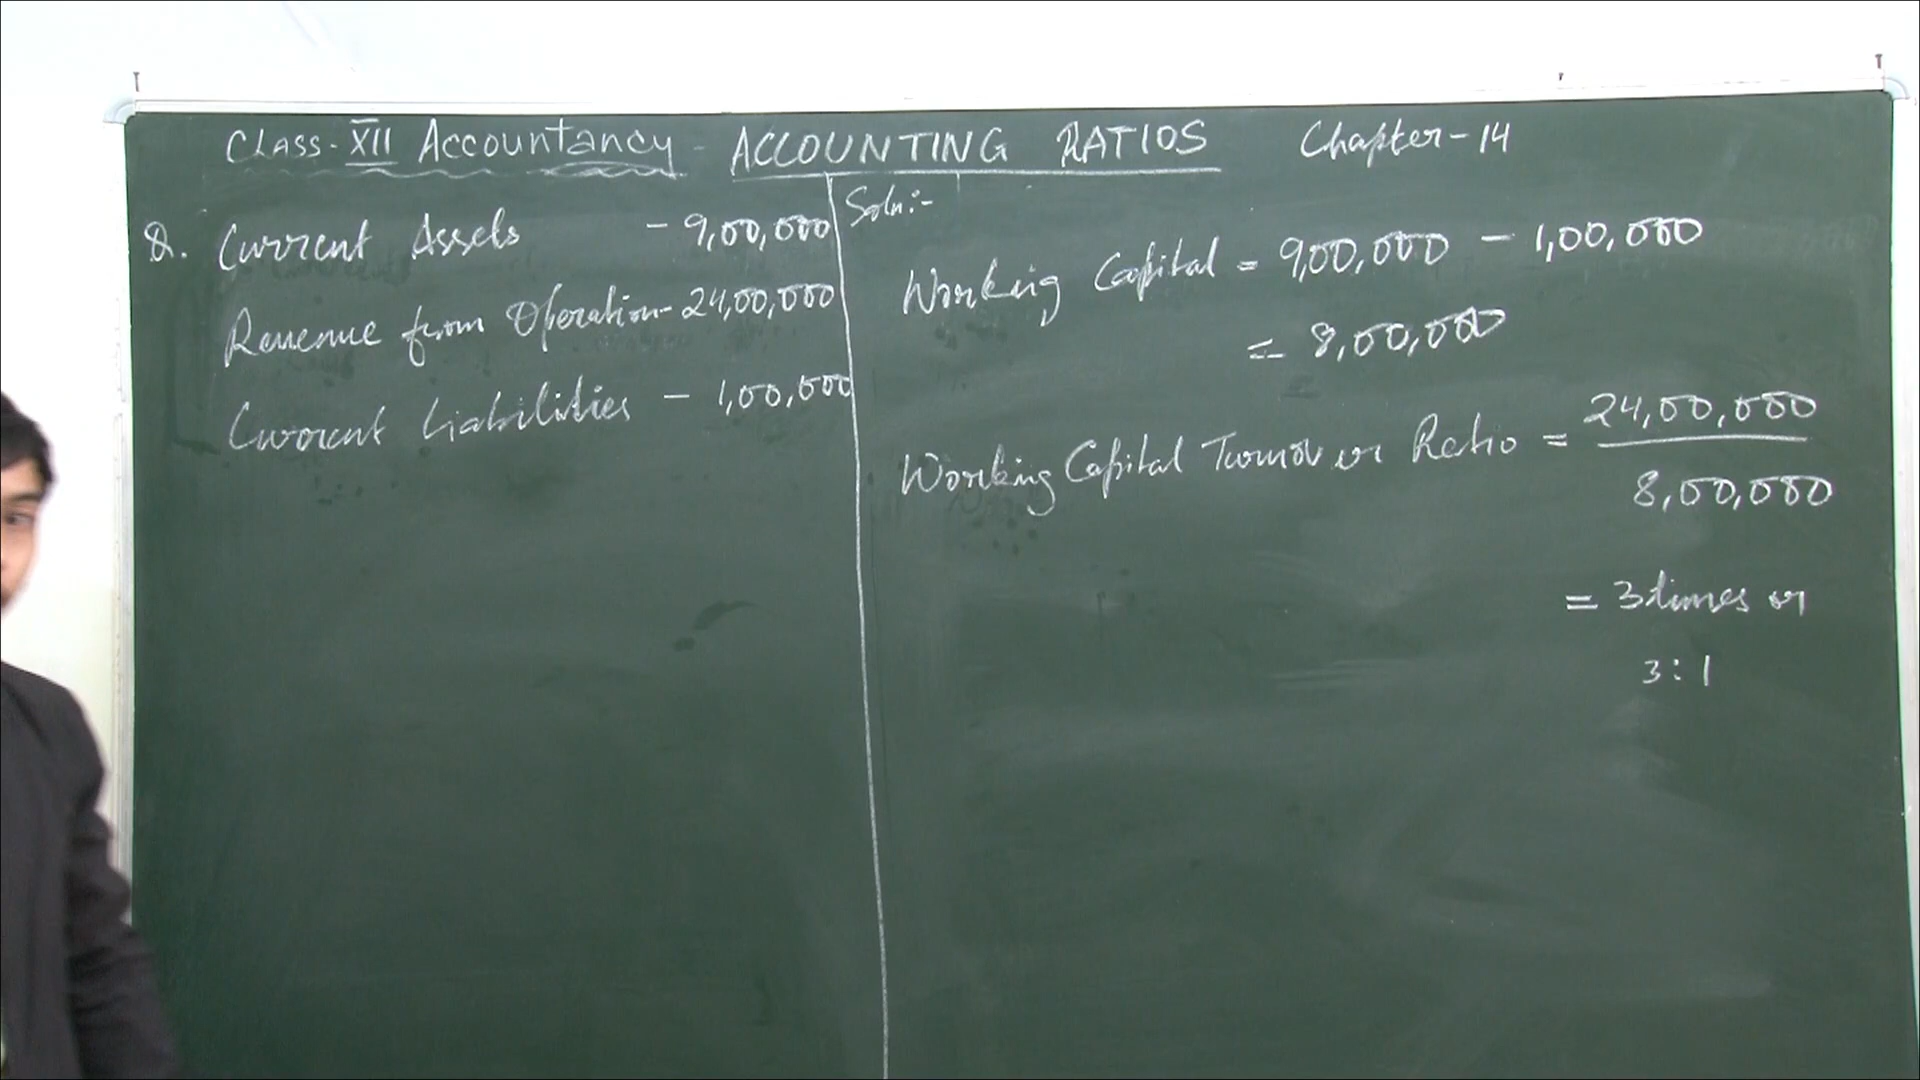 Class-XII Accountancy - ACCOUNTING RATIOS Chapter-14
Q. Current Assets - 9,00,000
Revenue from Operation - 24,00,000
Current Liabilities - 1,00,000
Soln:-
Working Capital = 9,00,000 - 1,00,000
= 8,00,000
Working Capital Turnover Ratio = 24,00,000
8,00,000
= 3 times or
3:1